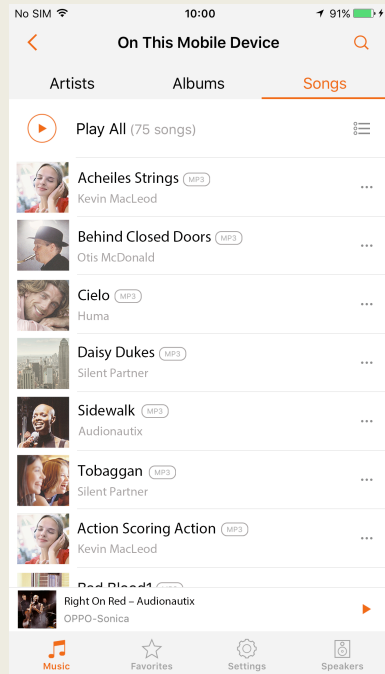 No SIM 10:00 91%
On This Mobile Device
Artists Albums Songs
Play All (75 songs)
Acheiles Strings MP3
Kevin MacLeod
Behind Closed Doors MP3
Otis McDonald
Cielo MP3
Huma
Daisy Dukes MP3
Silent Partner
Sidewalk MP3
Audionautix
Tobaggan MP3
Silent Partner
Action Scoring Action MP3
Kevin MacLeod
Bad Blood1 MP3
Right On Red – Audionautix
OPPO-Sonica
Music Favorites Settings Speakers